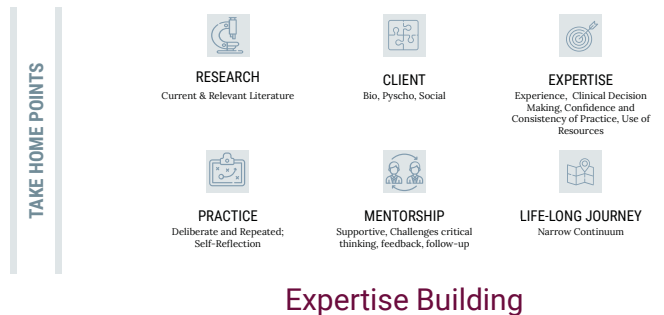 TAKE HOME POINTS
RESEARCH
Current & Relevant Literature
CLIENT
Bio, Pyscho, Social
EXPERTISE
Experience, Clinical Decision
Making, Confidence and
Consistency of Practice, Use of
Resources
PRACTICE
Deliberate and Repeated;
Self-Reflection
MENTORSHIP
Supportive, Challenges critical
thinking, feedback, follow-up
LIFE-LONG JOURNEY
Narrow Continuum
Expertise Building